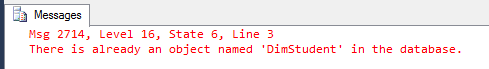 Messages
Msg 2714, Level 16, State 6, Line 3
There is already an object named 'DimStudent' in the database.